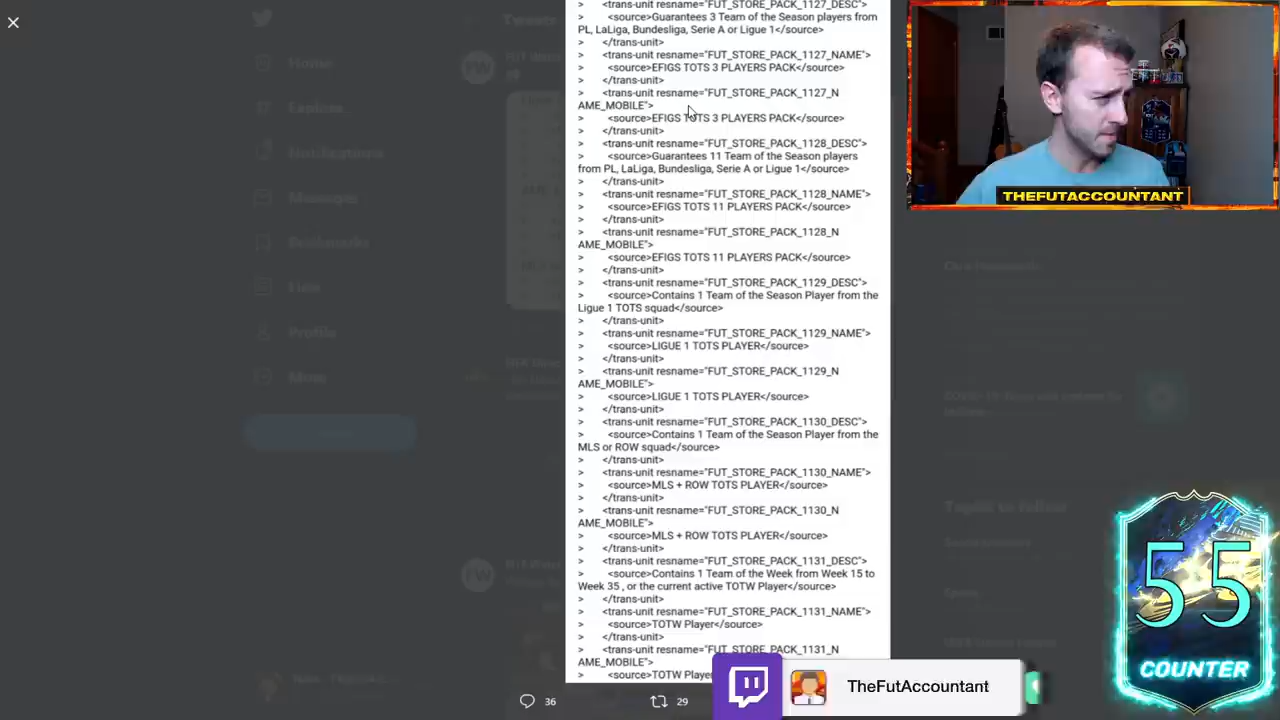 > <trans-unit resname="FUT_STORE_PACK_1127_DESC">
> <source>Guarantees 3 Team of the Season players from
PL, LaLiga, Bundesliga, Serie A or Ligue 1</source>
> </trans-unit>
> <trans-unit resname="FUT_STORE_PACK_1127_NAME">
> <source>EFIGS TOTS 3 PLAYERS PACK</source>
> </trans-unit>
> <trans-unit resname="FUT_STORE_PACK_1127_N
AME_MOBILE">
> <source>EFIGS TOTS 3 PLAYERS PACK</source>
> </trans-unit>
> <trans-unit resname="FUT_STORE_PACK_1128_DESC">
> <source>Guarantees 11 Team of the Season players
from PL, LaLiga, Bundesliga, Serie A or Ligue 1</source>
> </trans-unit>
> <trans-unit resname="FUT_STORE_PACK_1128_NAME">
> <source>EFIGS TOTS 11 PLAYERS PACK</source>
> </trans-unit>
> <trans-unit resname="FUT_STORE_PACK_1128_N
AME_MOBILE">
> <source>EFIGS TOTS 11 PLAYERS PACK</source>
> </trans-unit>
> <trans-unit resname="FUT_STORE_PACK_1129_DESC">
> <source>Contains 1 Team of the Season Player from the
Ligue 1 TOTS squad</source>
> </trans-unit>
> <trans-unit resname="FUT_STORE_PACK_1129_NAME">
> <source>LIGUE 1 TOTS PLAYER</source>
> </trans-unit>
> <trans-unit resname="FUT_STORE_PACK_1129_N
AME_MOBILE">
> <source>LIGUE 1 TOTS PLAYER</source>
> </trans-unit>
> <trans-unit resname="FUT_STORE_PACK_1130_DESC">
> <source>Contains 1 Team of the Season Player from the
MLS or ROW squad</source>
> </trans-unit>
> <trans-unit resname="FUT_STORE_PACK_1130_NAME">
> <source>MLS + ROW TOTS PLAYER</source>
> </trans-unit>
> <trans-unit resname="FUT_STORE_PACK_1130_N
AME_MOBILE">
> <source>MLS + ROW TOTS PLAYER</source>
> </trans-unit>
> <trans-unit resname="FUT_STORE_PACK_1131_DESC">
> <source>Contains 1 Team of the Week from Week 15 to
Week 35 , or the current active TOTW Player</source>
> </trans-unit>
> <trans-unit resname="FUT_STORE_PACK_1131_NAME">
> <source>TOTW Player</source>
> </trans-unit>
> <trans-unit resname="FUT_STORE_PACK_1131_N
AME_MOBILE">
> <source>TOTW Player
36
29
Tweets
Home
Explore
Notifications
Bookmarks
Lists
Profile
More
THEFUTACCOUNTANT
55
COUNTER
TheFutAccountant